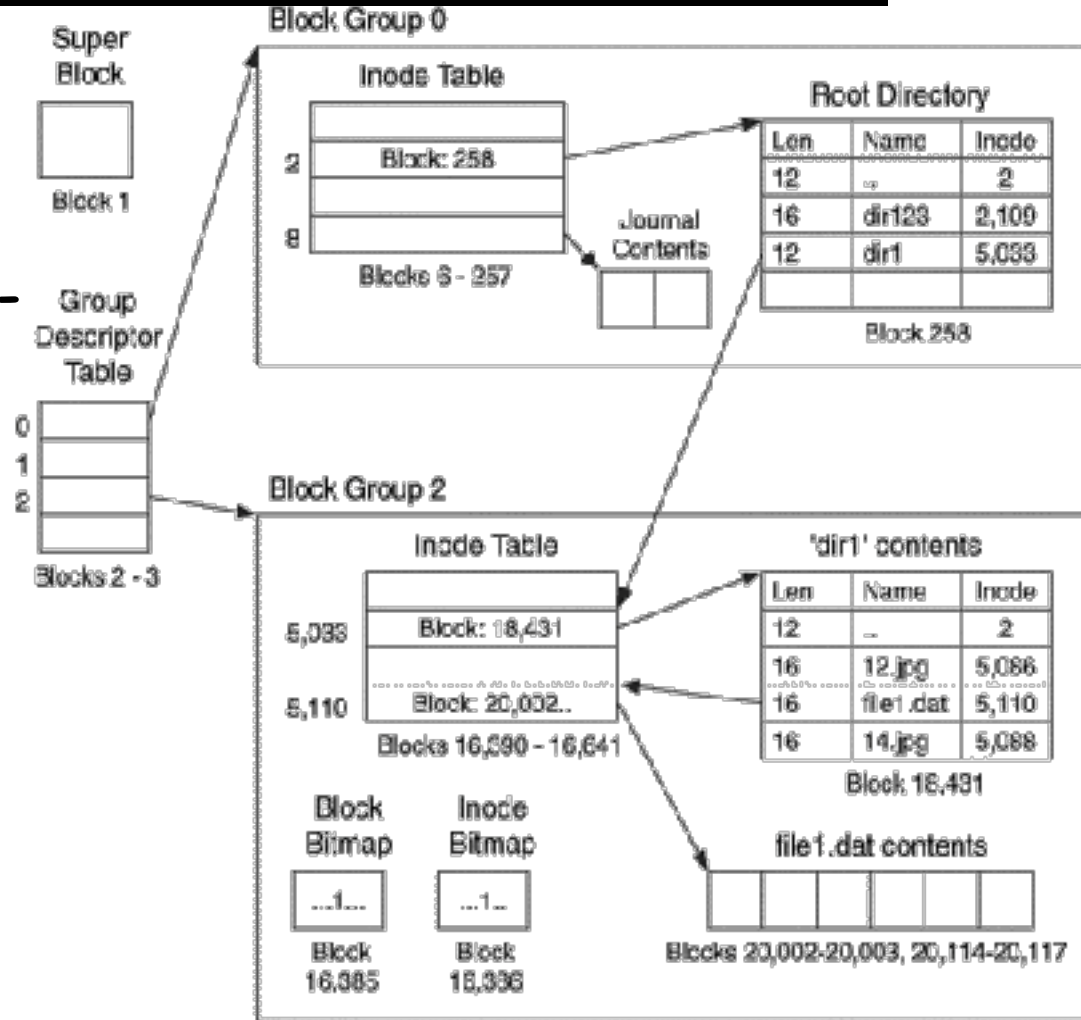 Block Group 0
Super
Block
Block 1
Inode Table
2
Block: 258
8
Blocks 6 - 257
Journal
Contents
Root Directory
Len Name Inode
12 .. 2
16 dir123 2,109
12 dir1 5,033
Block 258
Group
Descriptor
Table
0
1
2
Blocks 2 - 3
Block Group 2
Inode Table
5,033
Block: 18,431
5,110
Block: 20,002..
Blocks 16,390 - 16,641
'dir1' contents
Len Name Inode
12 .. 2
16 12.jpg 5,086
16 file1.dat 5,110
16 14.jpg 5,088
Block 18,431
Block
Bitmap
...1...
Block
16,385
Inode
Bitmap
...1..
Block
16,386
file1.dat contents
Blocks 20,002-20,003, 20,114-20,117